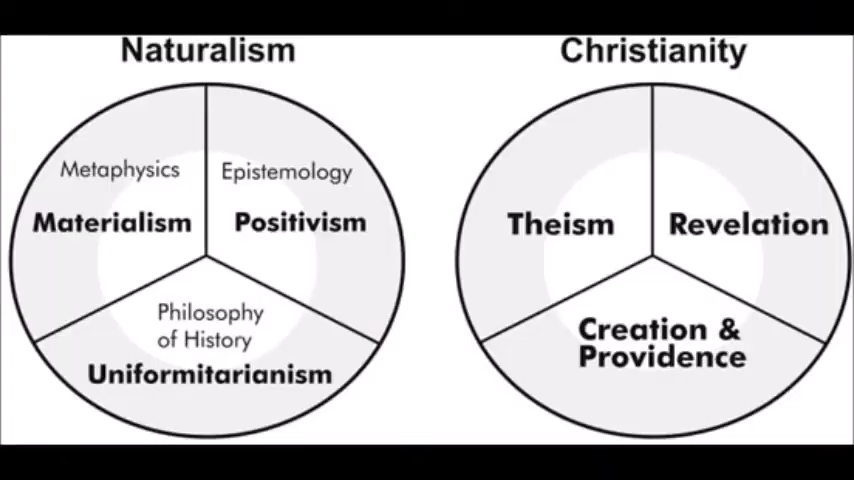 Naturalism
Metaphysics
Materialism
Epistemology
Positivism
Philosophy
of History
Uniformitarianism
Christianity
Theism
Revelation
Creation &
Providence